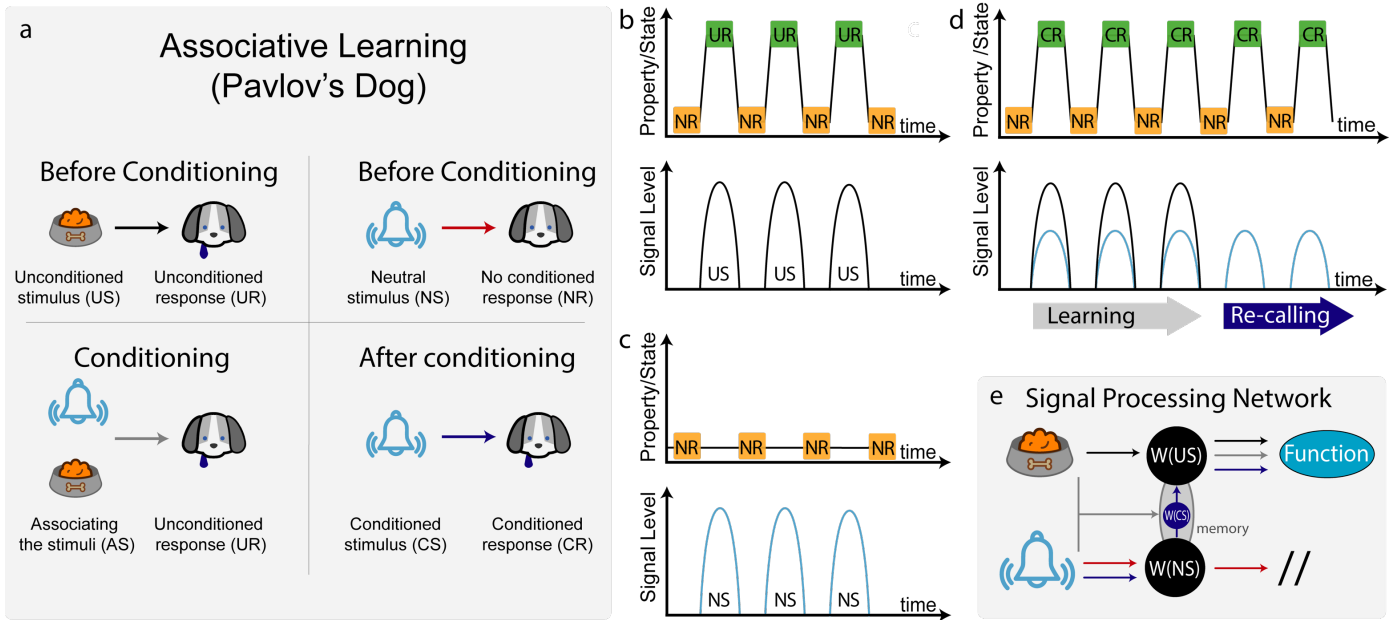 a
Associative Learning
(Pavlov's Dog)
Before Conditioning
Unconditioned
stimulus (US)
Unconditioned
response (UR)
Before Conditioning
Neutral
stimulus (NS)
No conditioned
response (NR)
Conditioning
Associating
the stimuli (AS)
Unconditioned
response (UR)
After conditioning
Conditioned
stimulus (CS)
Conditioned
response (CR)
b
Property/State
UR UR UR
NR NR NR NR
time
Signal Level
US US US
time
c
Property/State
NR NR NR NR
time
Signal Level
NS NS NS
time
d
Property /State
CR CR CR CR CR
NR NR NR NR NR
time
Signal Level
time
Learning
Re-calling
e
Signal Processing Network
W(US)
Function
W(CS)
memory
W(NS)
//